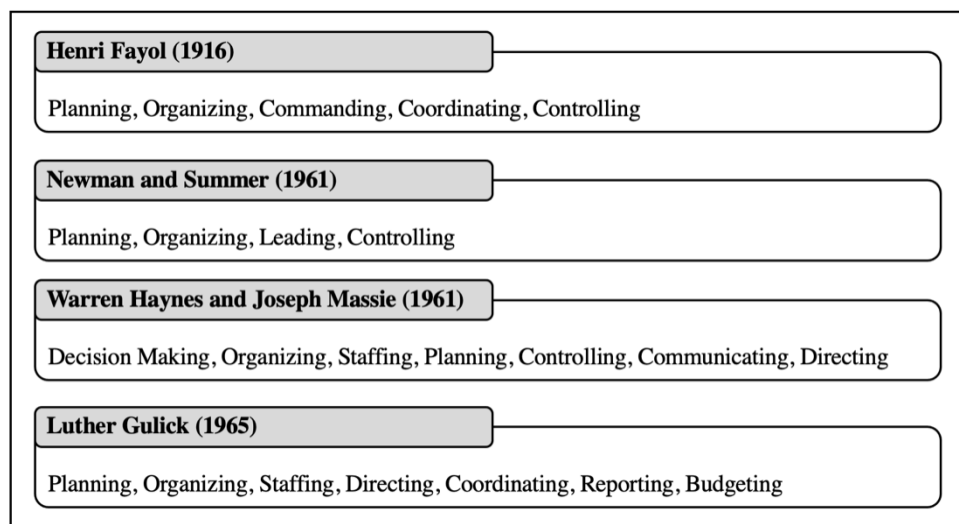 Henri Fayol (1916)
Planning, Organizing, Commanding, Coordinating, Controlling
Newman and Summer (1961)
Planning, Organizing, Leading, Controlling
Warren Haynes and Joseph Massie (1961)
Decision Making, Organizing, Staffing, Planning, Controlling, Communicating, Directing
Luther Gulick (1965)
Planning, Organizing, Staffing, Directing, Coordinating, Reporting, Budgeting